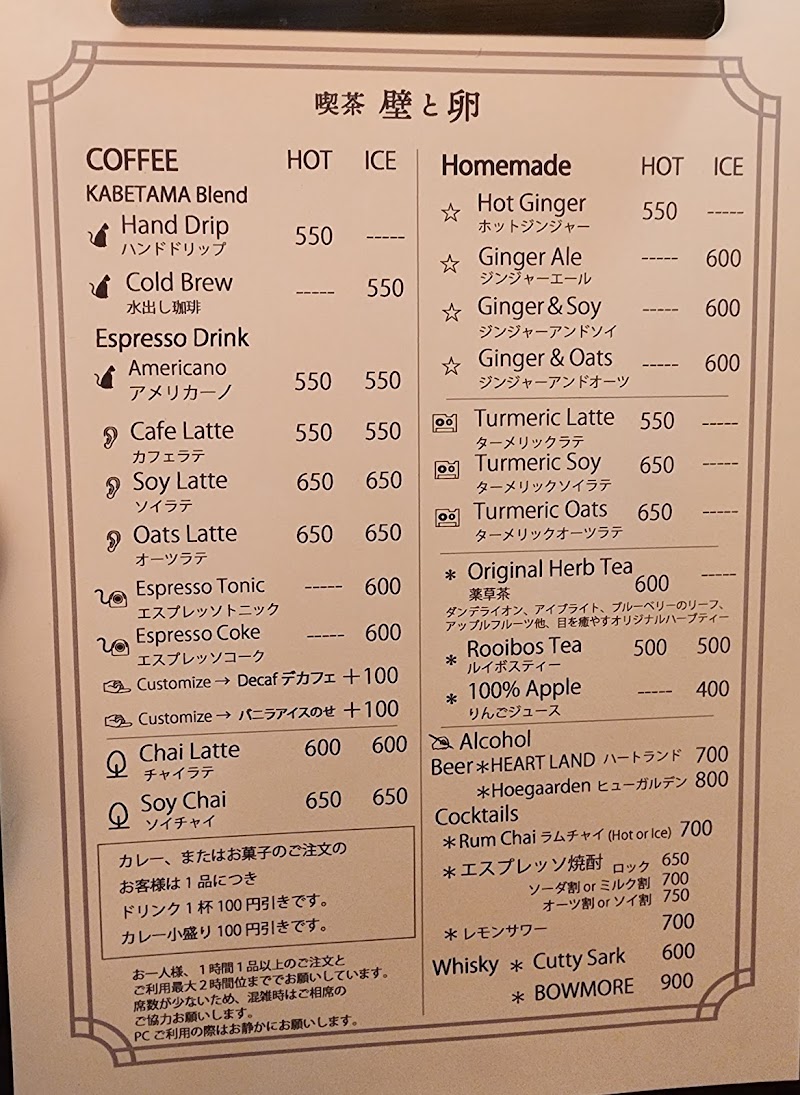 喫茶 壁と卵
COFFEE HOT ICE
KABETAMA Blend
Hand Drip 550 -----
ハンドドリップ
Cold Brew ----- 550
水出し珈琲
Espresso Drink
Americano
アメリカーノ 550 550
Cafe Latte 550 550
カフェラテ
Soy Latte 650 650
ソイラテ
Oats Latte 650 650
オーツラテ
Espresso Tonic ----- 600
エスプレッソトニック
Espresso Coke ----- 600
エスプレッソコーク
Customize→ Decaf デカフェ +100
Customize→ バニラアイスのせ +100
Chai Latte 600 600
チャイラテ
Soy Chai 650 650
ソイチャイ
カレー、またはお菓子のご注文の
お客様は1品につき
ドリンク1杯100円引きです。
カレー小盛り100円引きです。
お一人様、1時間1品以上のご注文と
ご利用最大2時間位まででお願いしています。
席数が少ないため、混雑時はご相席の
ご協力お願いします。
PCご利用の際はお静かにお願いします。
Homemade HOT ICE
☆ Hot Ginger 550 -----
ホットジンジャー
☆ Ginger Ale ----- 600
ジンジャーエール
☆ Ginger&Soy ----- 600
ジンジャーアンドソイ
☆ Ginger & Oats ----- 600
ジンジャーアンドオーツ
Turmeric Latte 550 -----
ターメリックラテ
Turmeric Soy 650 -----
ターメリックソイラテ
Turmeric Oats 650 -----
ターメリックオーツラテ
* Original Herb Tea 600 -----
薬草茶
ダンデライオン、アイブライト、ブルーベリーのリーフ、
アップルフルーツ他、目を癒やすオリジナルハーブティー
* Rooibos Tea 500 500
ルイボスティー
* 100% Apple ----- 400
りんごジュース
Alcohol
Beer*HEART LAND ハートランド 700
*Hoegaarden ヒューガルデン 800
Cocktails
*Rum Chai ラムチャイ (Hot or Ice) 700
*エスプレッソ焼酎 ロック 650
ソーダ割 or ミルク割 700
オーツ割 or ソイ割 750
*レモンサワー 700
Whisky * Cutty Sark 600
* BOWMORE 900